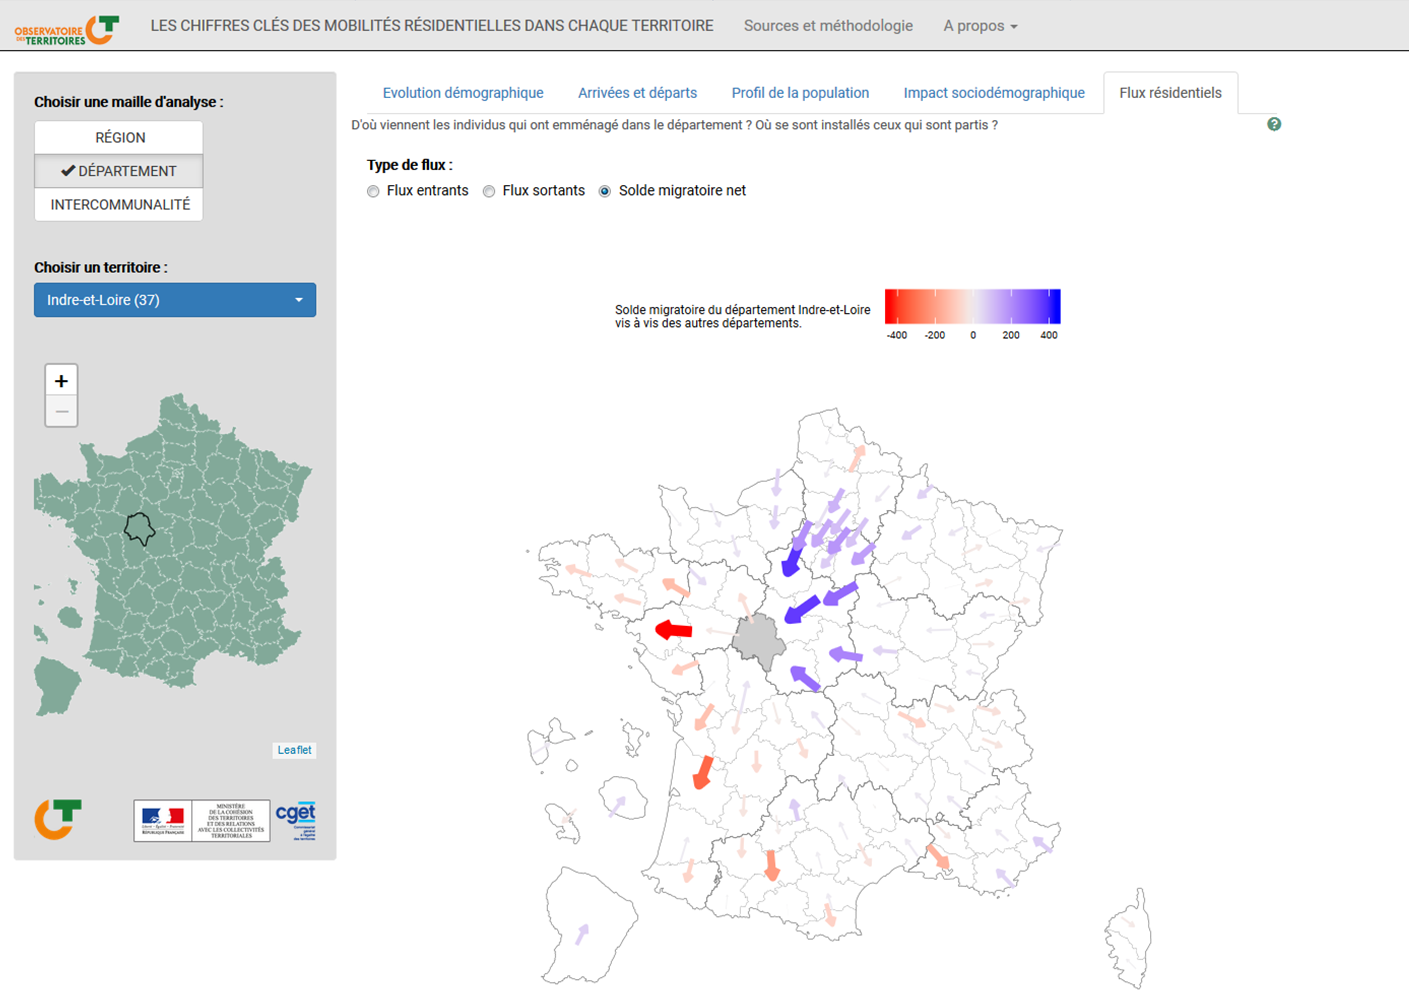 OBSERVATOIRE
DES TERRITOIRES
LES CHIFFRES CLÉS DES MOBILITÉS RÉSIDENTIELLES DANS CHAQUE TERRITOIRE
Sources et méthodologie
A propos
Choisir une maille d'analyse :
RÉGION
DÉPARTEMENT
INTERCOMMUNALITÉ
Choisir un territoire :
Indre-et-Loire (37)
+
−
Leaflet
MINISTÈRE
DE LA COHÉSION
DES TERRITOIRES
ET DES RELATIONS
AVEC LES COLLECTIVITÉS
TERRITORIALES
RÉPUBLIQUE FRANÇAISE
cget
Evolution démographique
Arrivées et départs
Profil de la population
Impact sociodémographique
Flux résidentiels
D'où viennent les individus qui ont emménagé dans le département ? Où se sont installés ceux qui sont partis ?
?
Type de flux :
Flux entrants
Flux sortants
Solde migratoire net
Solde migratoire du département Indre-et-Loire
vis à vis des autres départements.
-400 -200 0 200 400